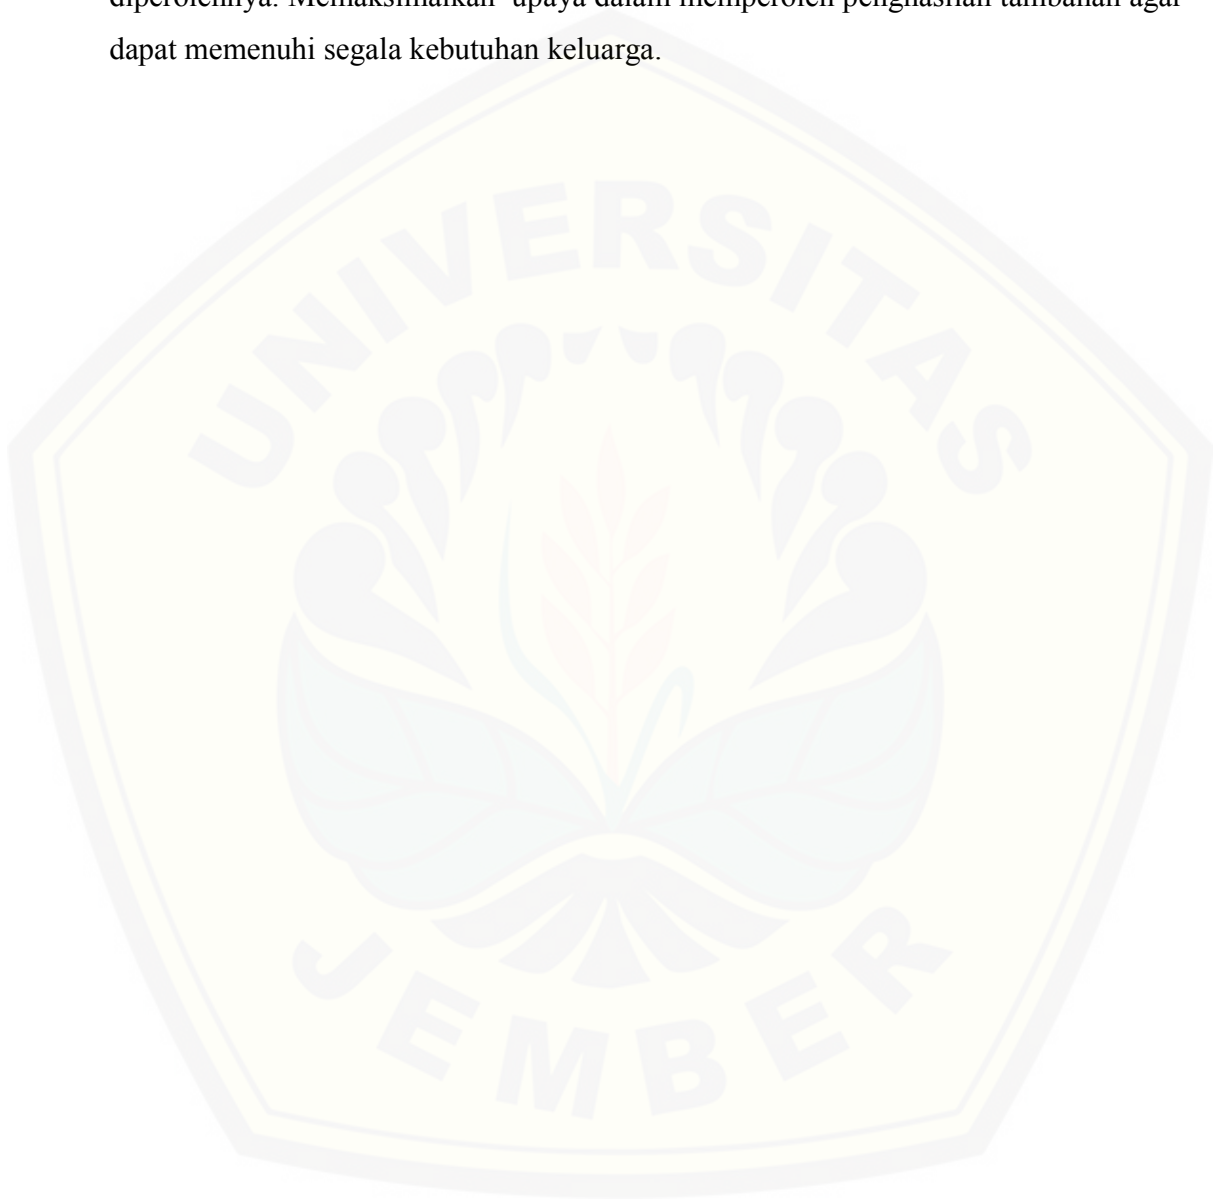 diperolehnya. Memaksimalkan upaya dalam memperoleh penghasilan tambahan agar
dapat memenuhi segala kebutuhan keluarga.
UNIVERSITAS
JEMBER